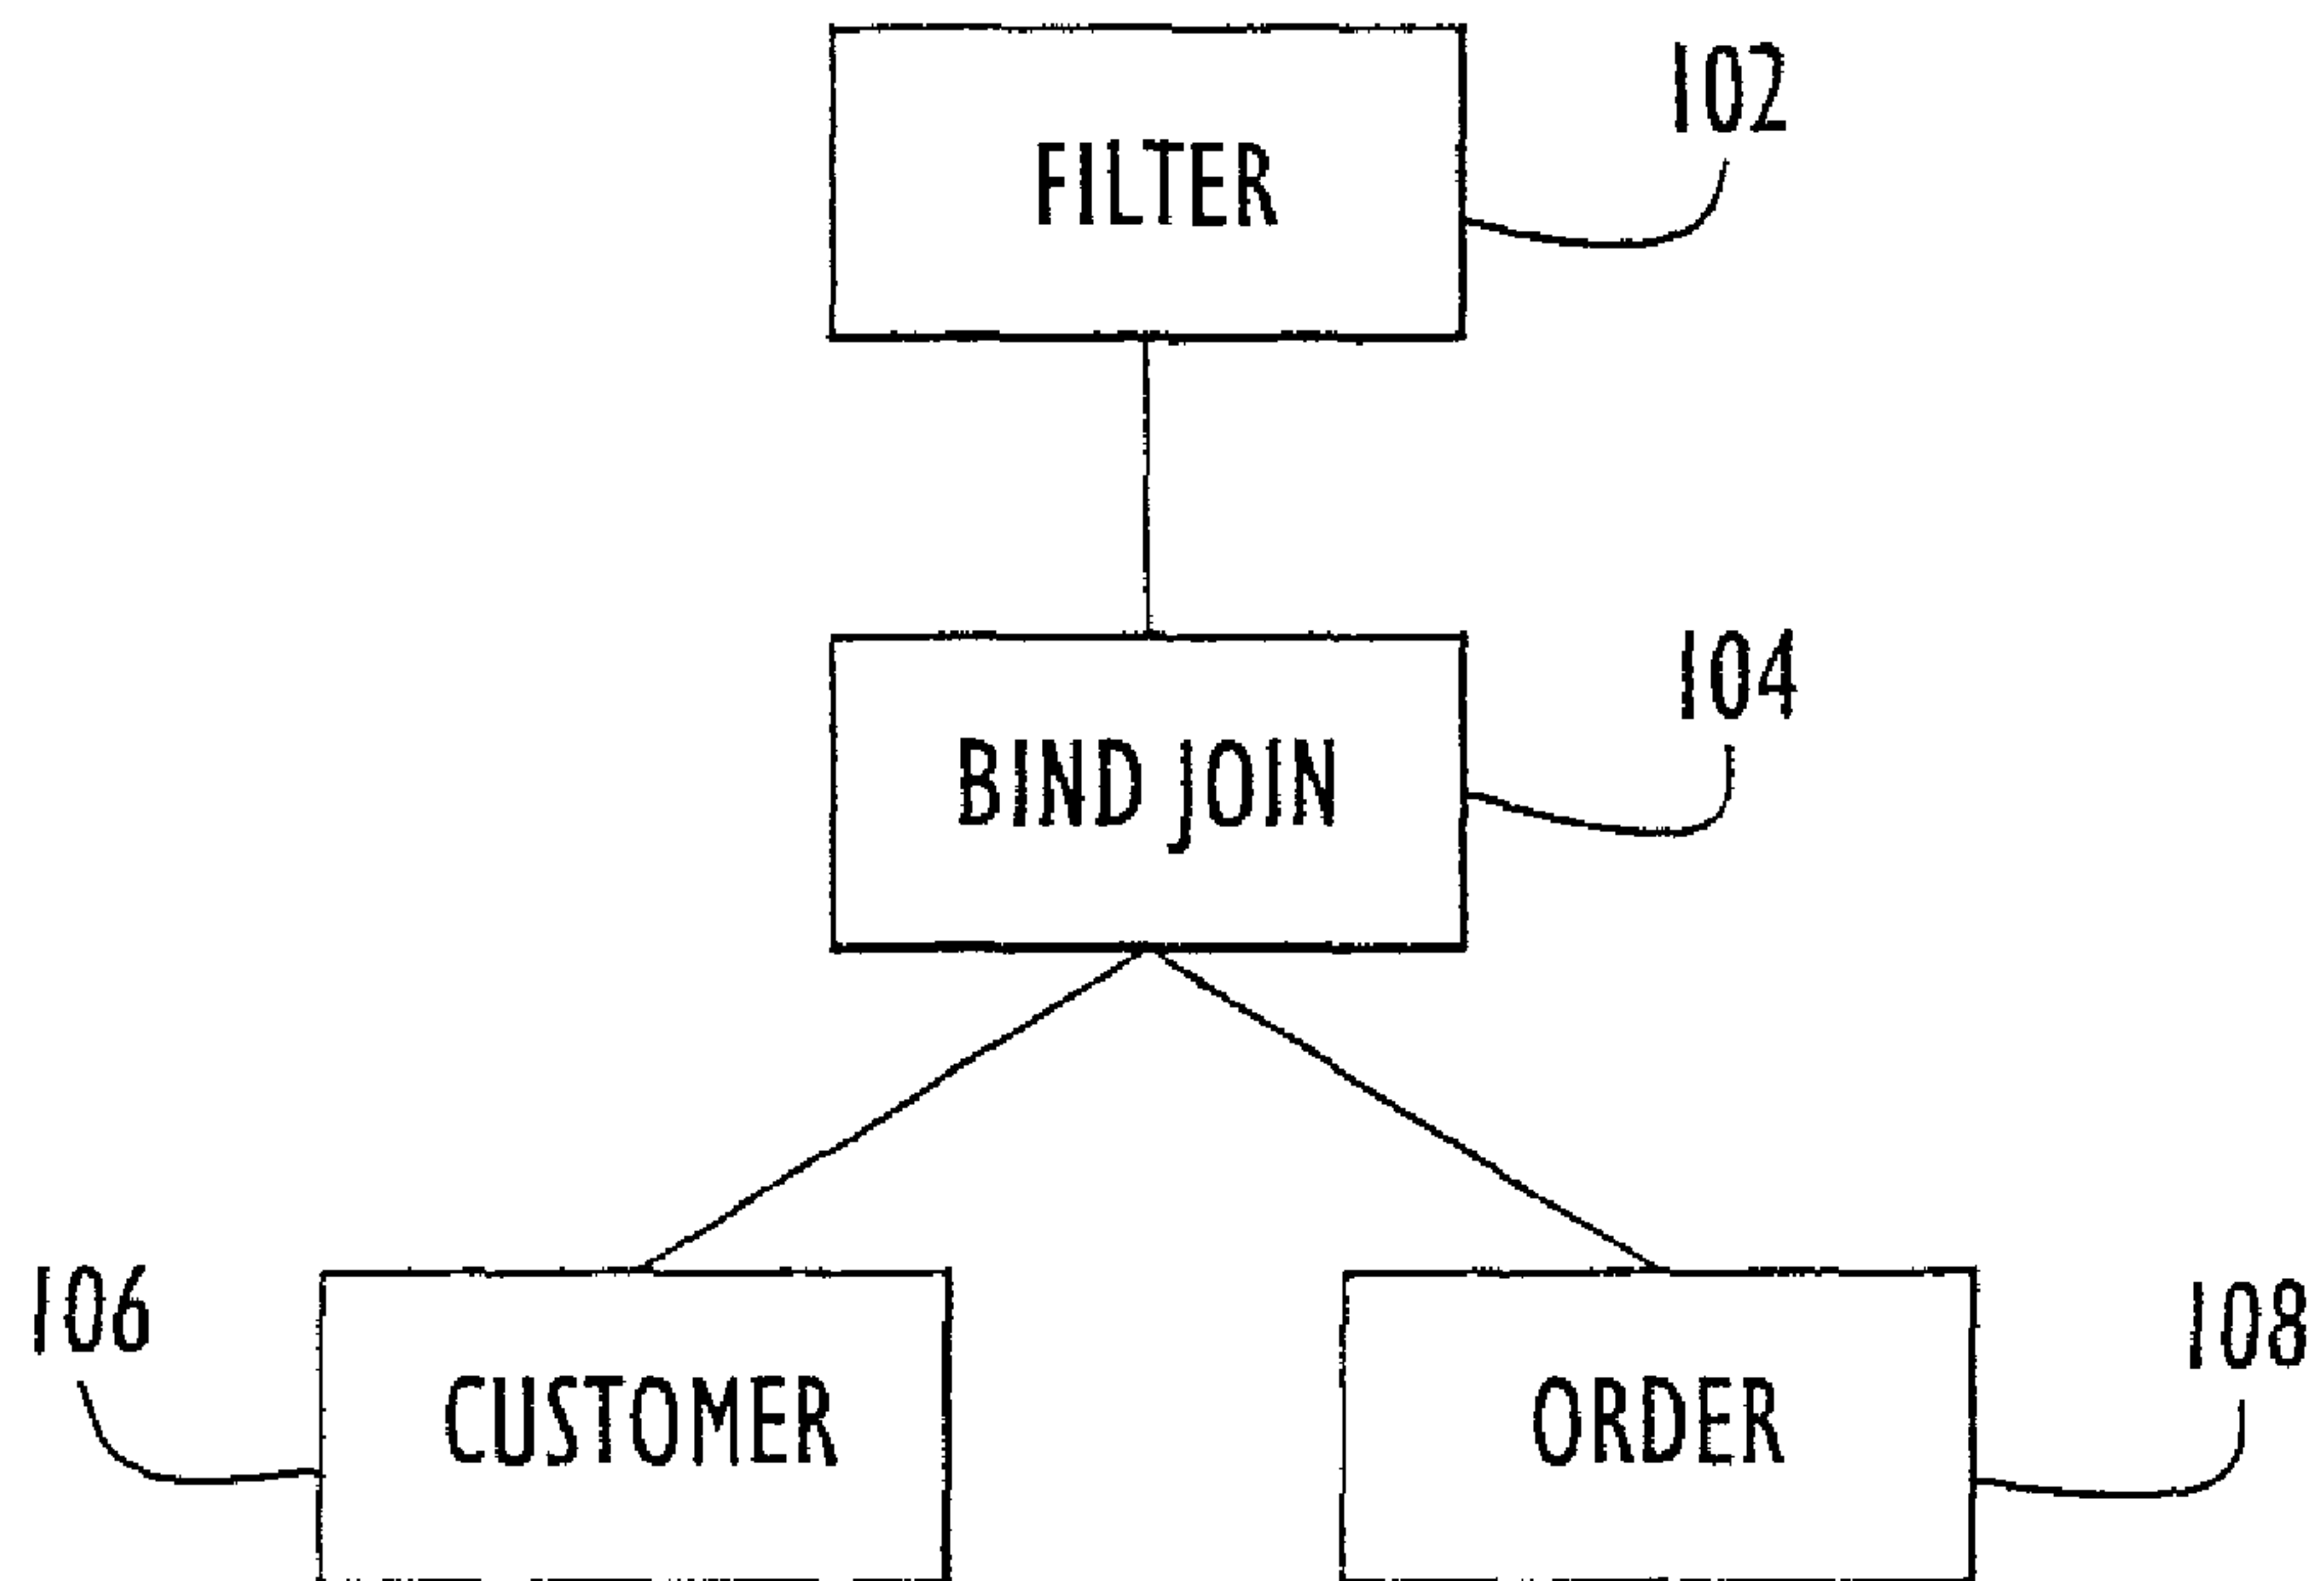 FILTER
102
BIND JOIN
104
106
CUSTOMER
ORDER
108